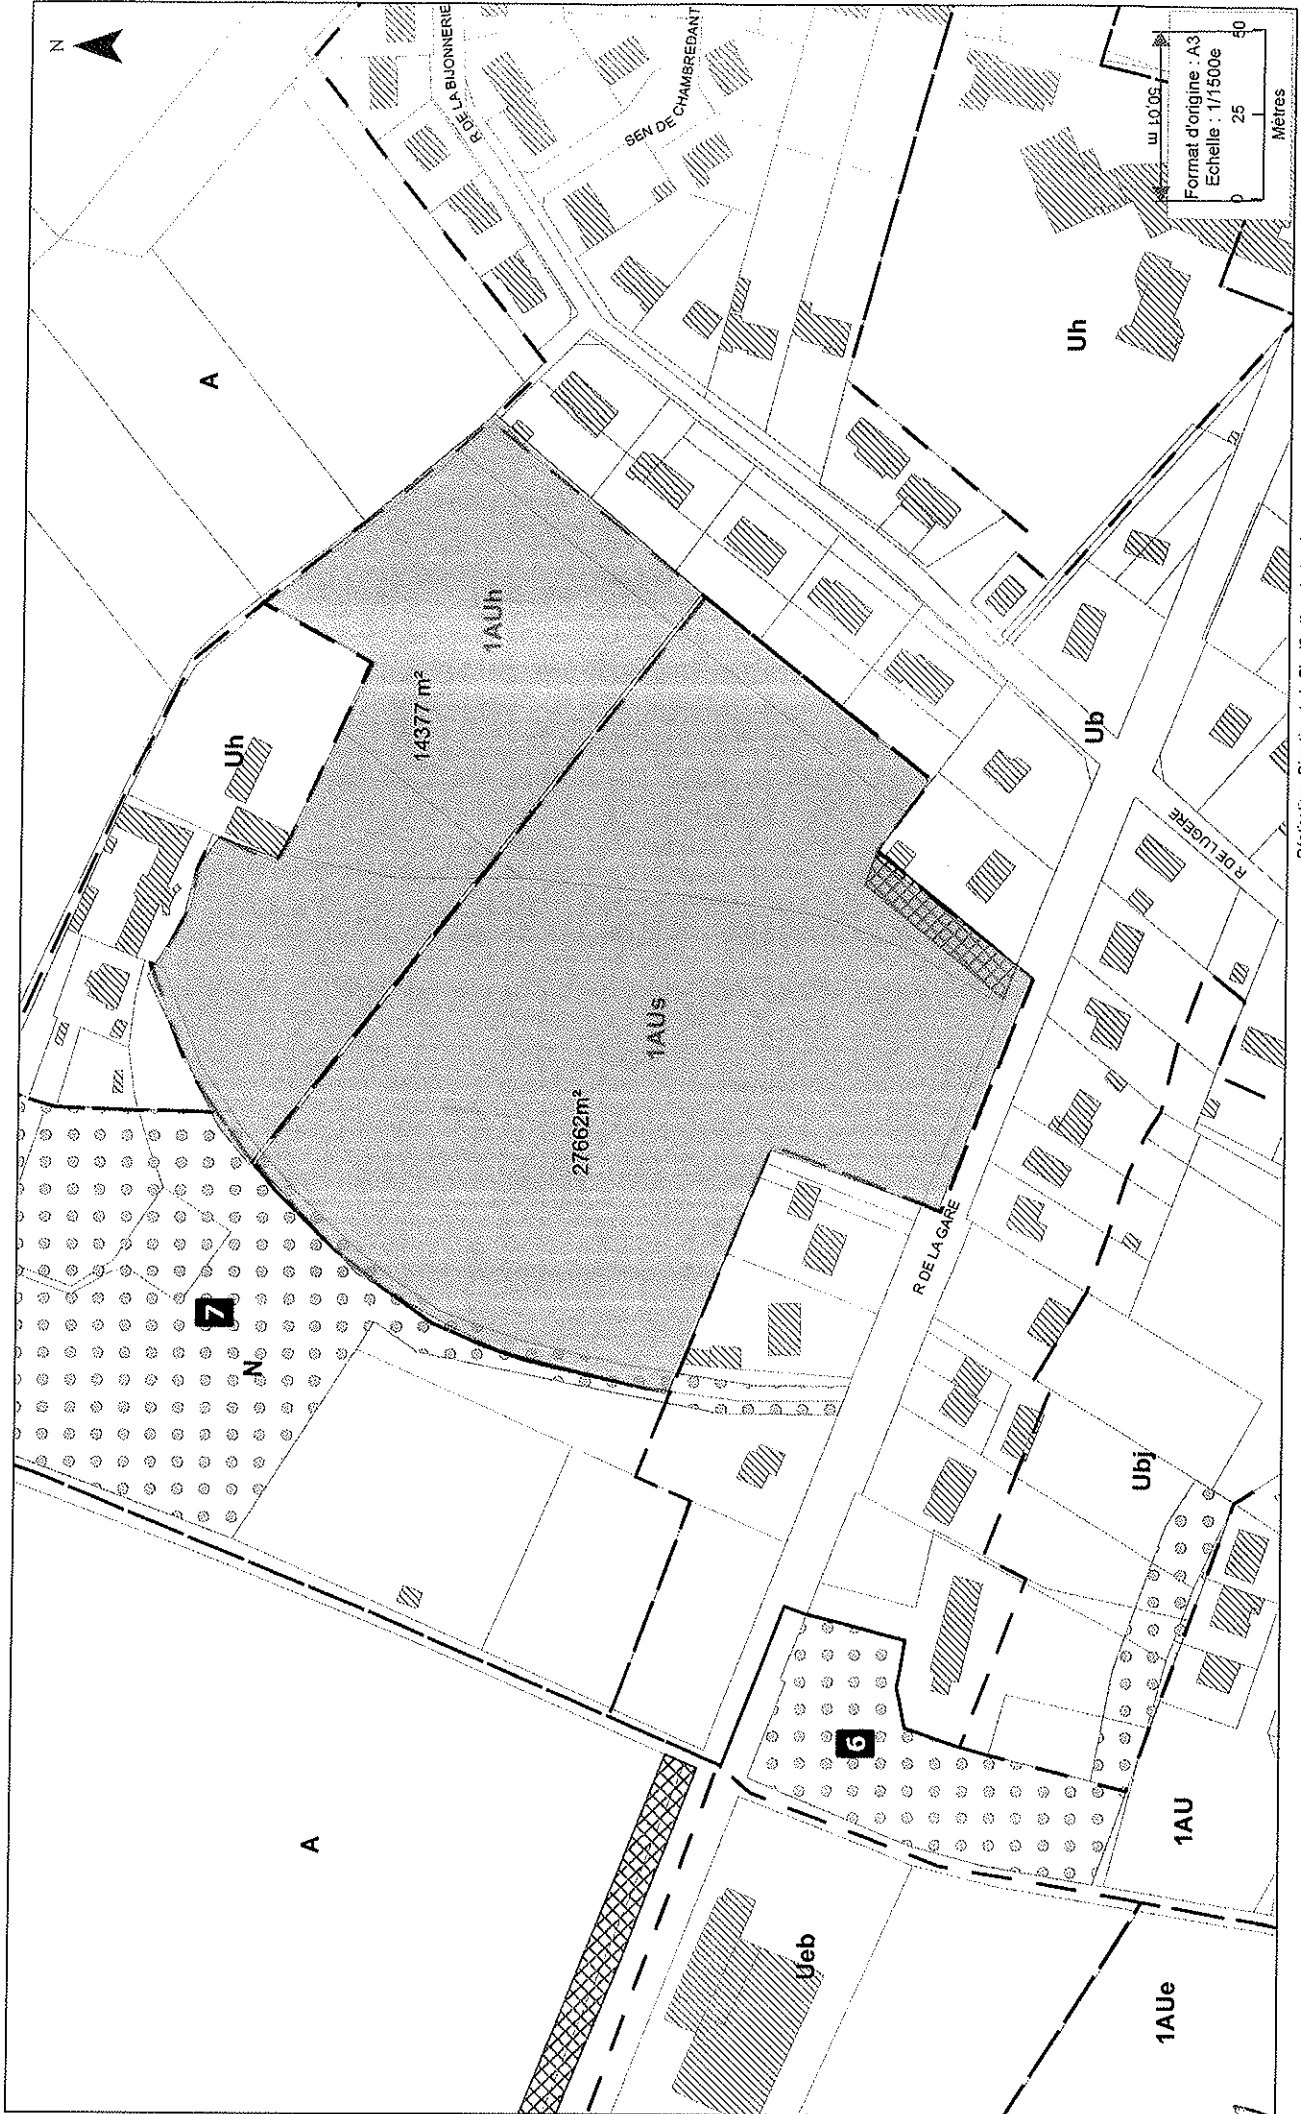 N
R DE LA BIJONNERIE
SEN DE CHAMBREDANT
50,01 m
Format d'origine : A3
Echelle : 1/1500e
0 25 50
Mètres
A
Uh
1AUh
14377 m²
Uh
Ub
R DE LUGERE
1AUs
27662m²
7
N
R DE LA GARE
Ubj
6
A
1AU
Ueb
1AUe